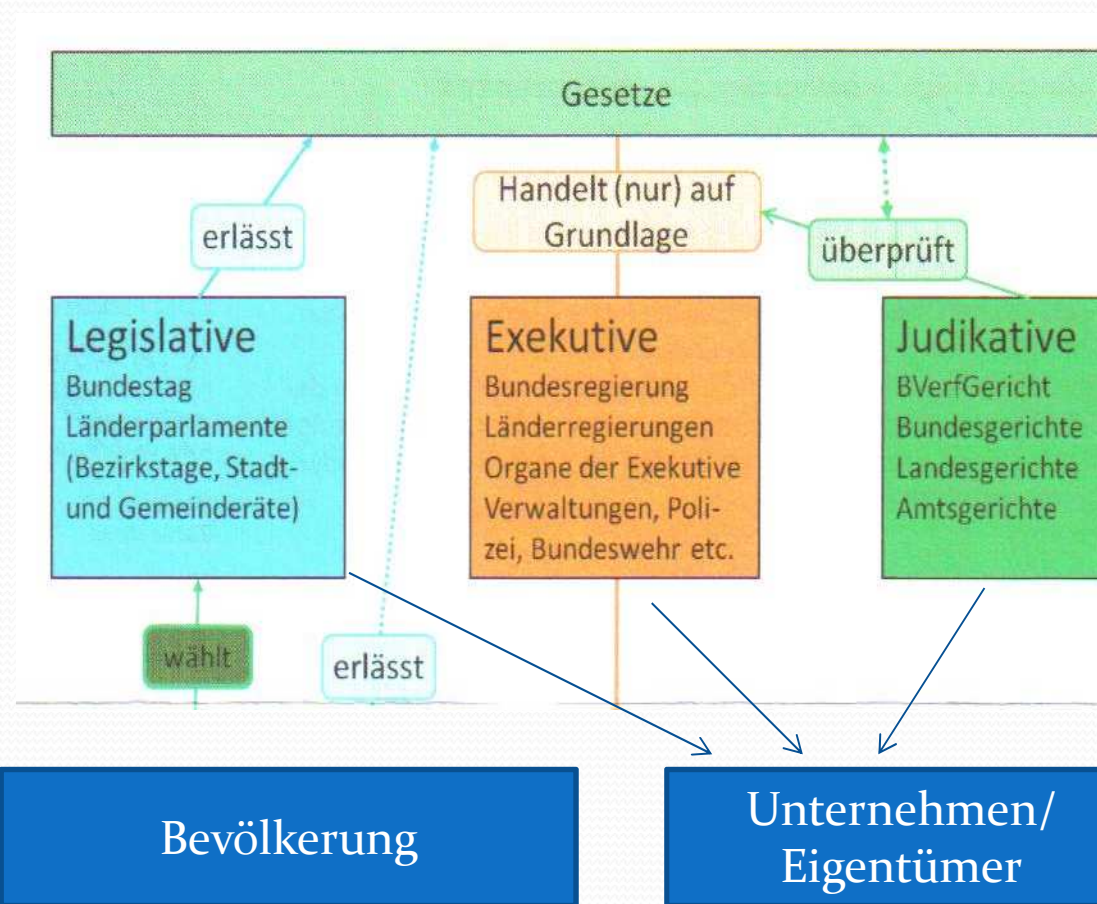 Gesetze
erlässt
Handelt (nur) auf
Grundlage
überprüft
Legislative
Bundestag
Länderparlamente
(Bezirkstage, Stadt-
und Gemeinderäte)
Exekutive
Bundesregierung
Länderregierungen
Organe der Exekutive
Verwaltungen, Poli-
zei, Bundeswehr etc.
Judikative
BVerfGericht
Bundesgerichte
Landesgerichte
Amtsgerichte
wählt
erlässt
Bevölkerung
Unternehmen/
Eigentümer